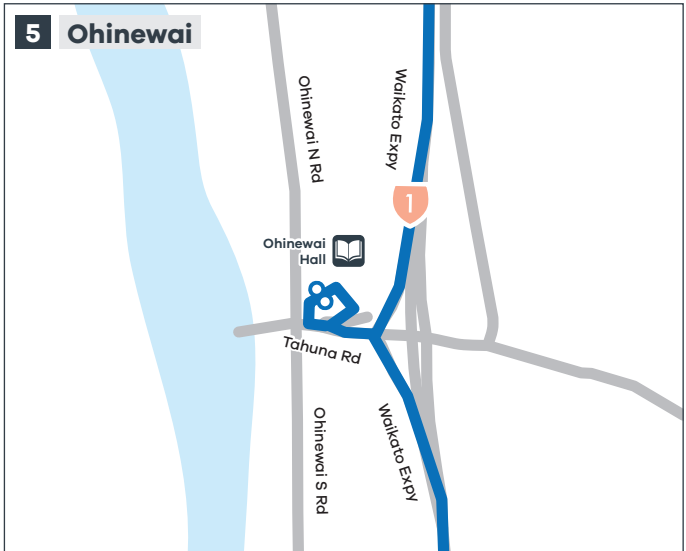 5 Ohinewai
Ohinewai N Rd
Waikato Expy
1
Ohinewai
Hall
Tahuna Rd
Ohinewai S Rd
Waikato Expy